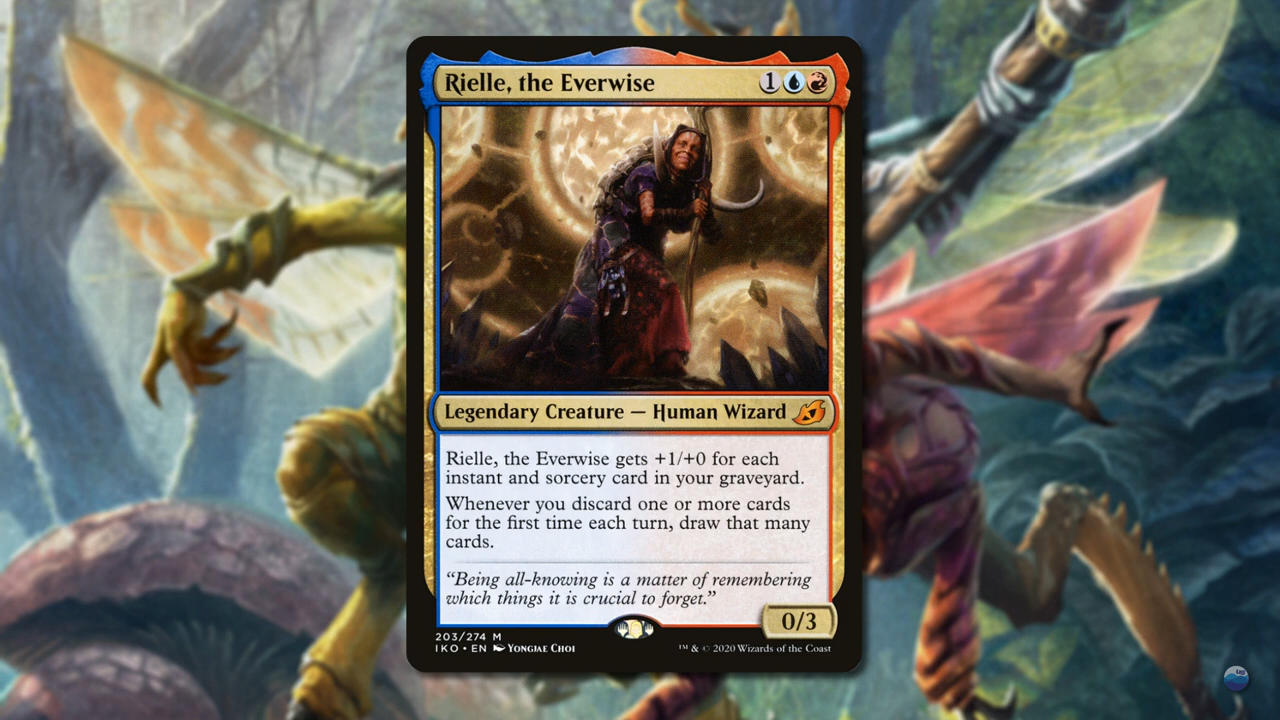 Rielle, the Everwise 1
Legendary Creature — Human Wizard
Rielle, the Everwise gets +1/+0 for each
instant and sorcery card in your graveyard.
Whenever you discard one or more cards
for the first time each turn, draw that many
cards.
“Being all-knowing is a matter of remembering
which things it is crucial to forget.”
0/3
203/274 M
IKO • EN Yongjae Choi
™ & © 2020 Wizards of the Coast